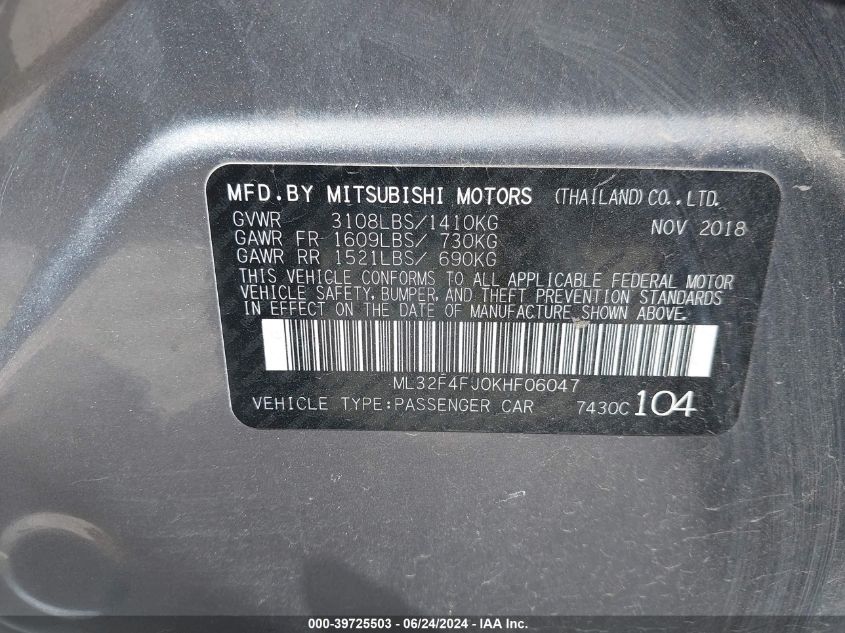 MFD.BY MITSUBISHI MOTORS (THAILAND) CO.,LTD.
GVWR 3108LBS/1410KG NOV 2018
GAWR FR 1609LBS/ 730KG
GAWR RR 1521LBS/ 690KG
THIS VEHICLE CONFORMS TO ALL APPLICABLE FEDERAL MOTOR
VEHICLE SAFETY, BUMPER, AND THEFT PREVENTION STANDARDS
IN EFFECT ON THE DATE OF MANUFACTURE SHOWN ABOVE.
ML32F4FJ0KHF06047
VEHICLE TYPE:PASSENGER CAR 7430C 104
000-39725503 - 06/24/2024 - IAA Inc.